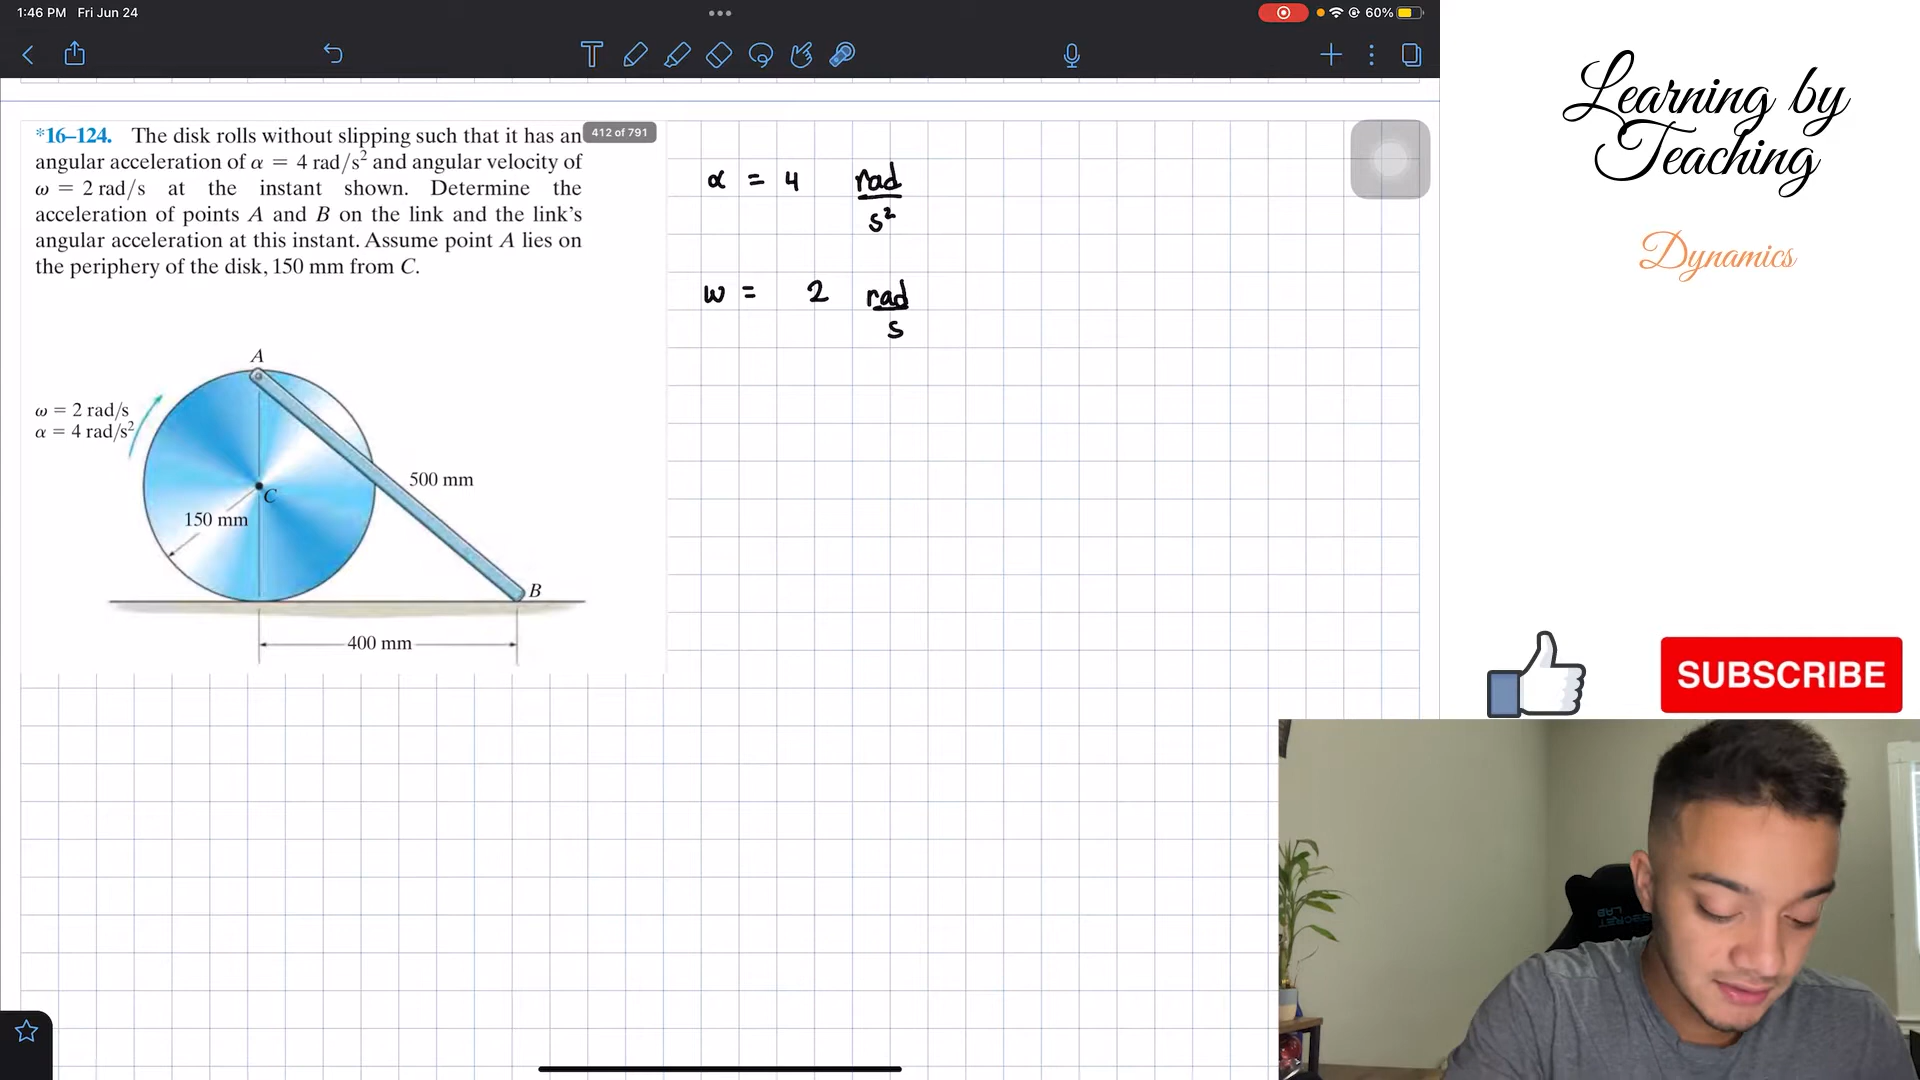 1:46 PM Fri Jun 24
60%
*16–124. The disk rolls without slipping such that it has an
angular acceleration of α = 4 rad/s² and angular velocity of
ω = 2 rad/s at the instant shown. Determine the
acceleration of points A and B on the link and the link's
angular acceleration at this instant. Assume point A lies on
the periphery of the disk, 150 mm from C.
412 of 791
A
ω = 2 rad/s
α = 4 rad/s²
500 mm
C
150 mm
B
400 mm
α = 4 rad/s²
ω = 2 rad/s
Learning by
Teaching
Dynamics
SUBSCRIBE